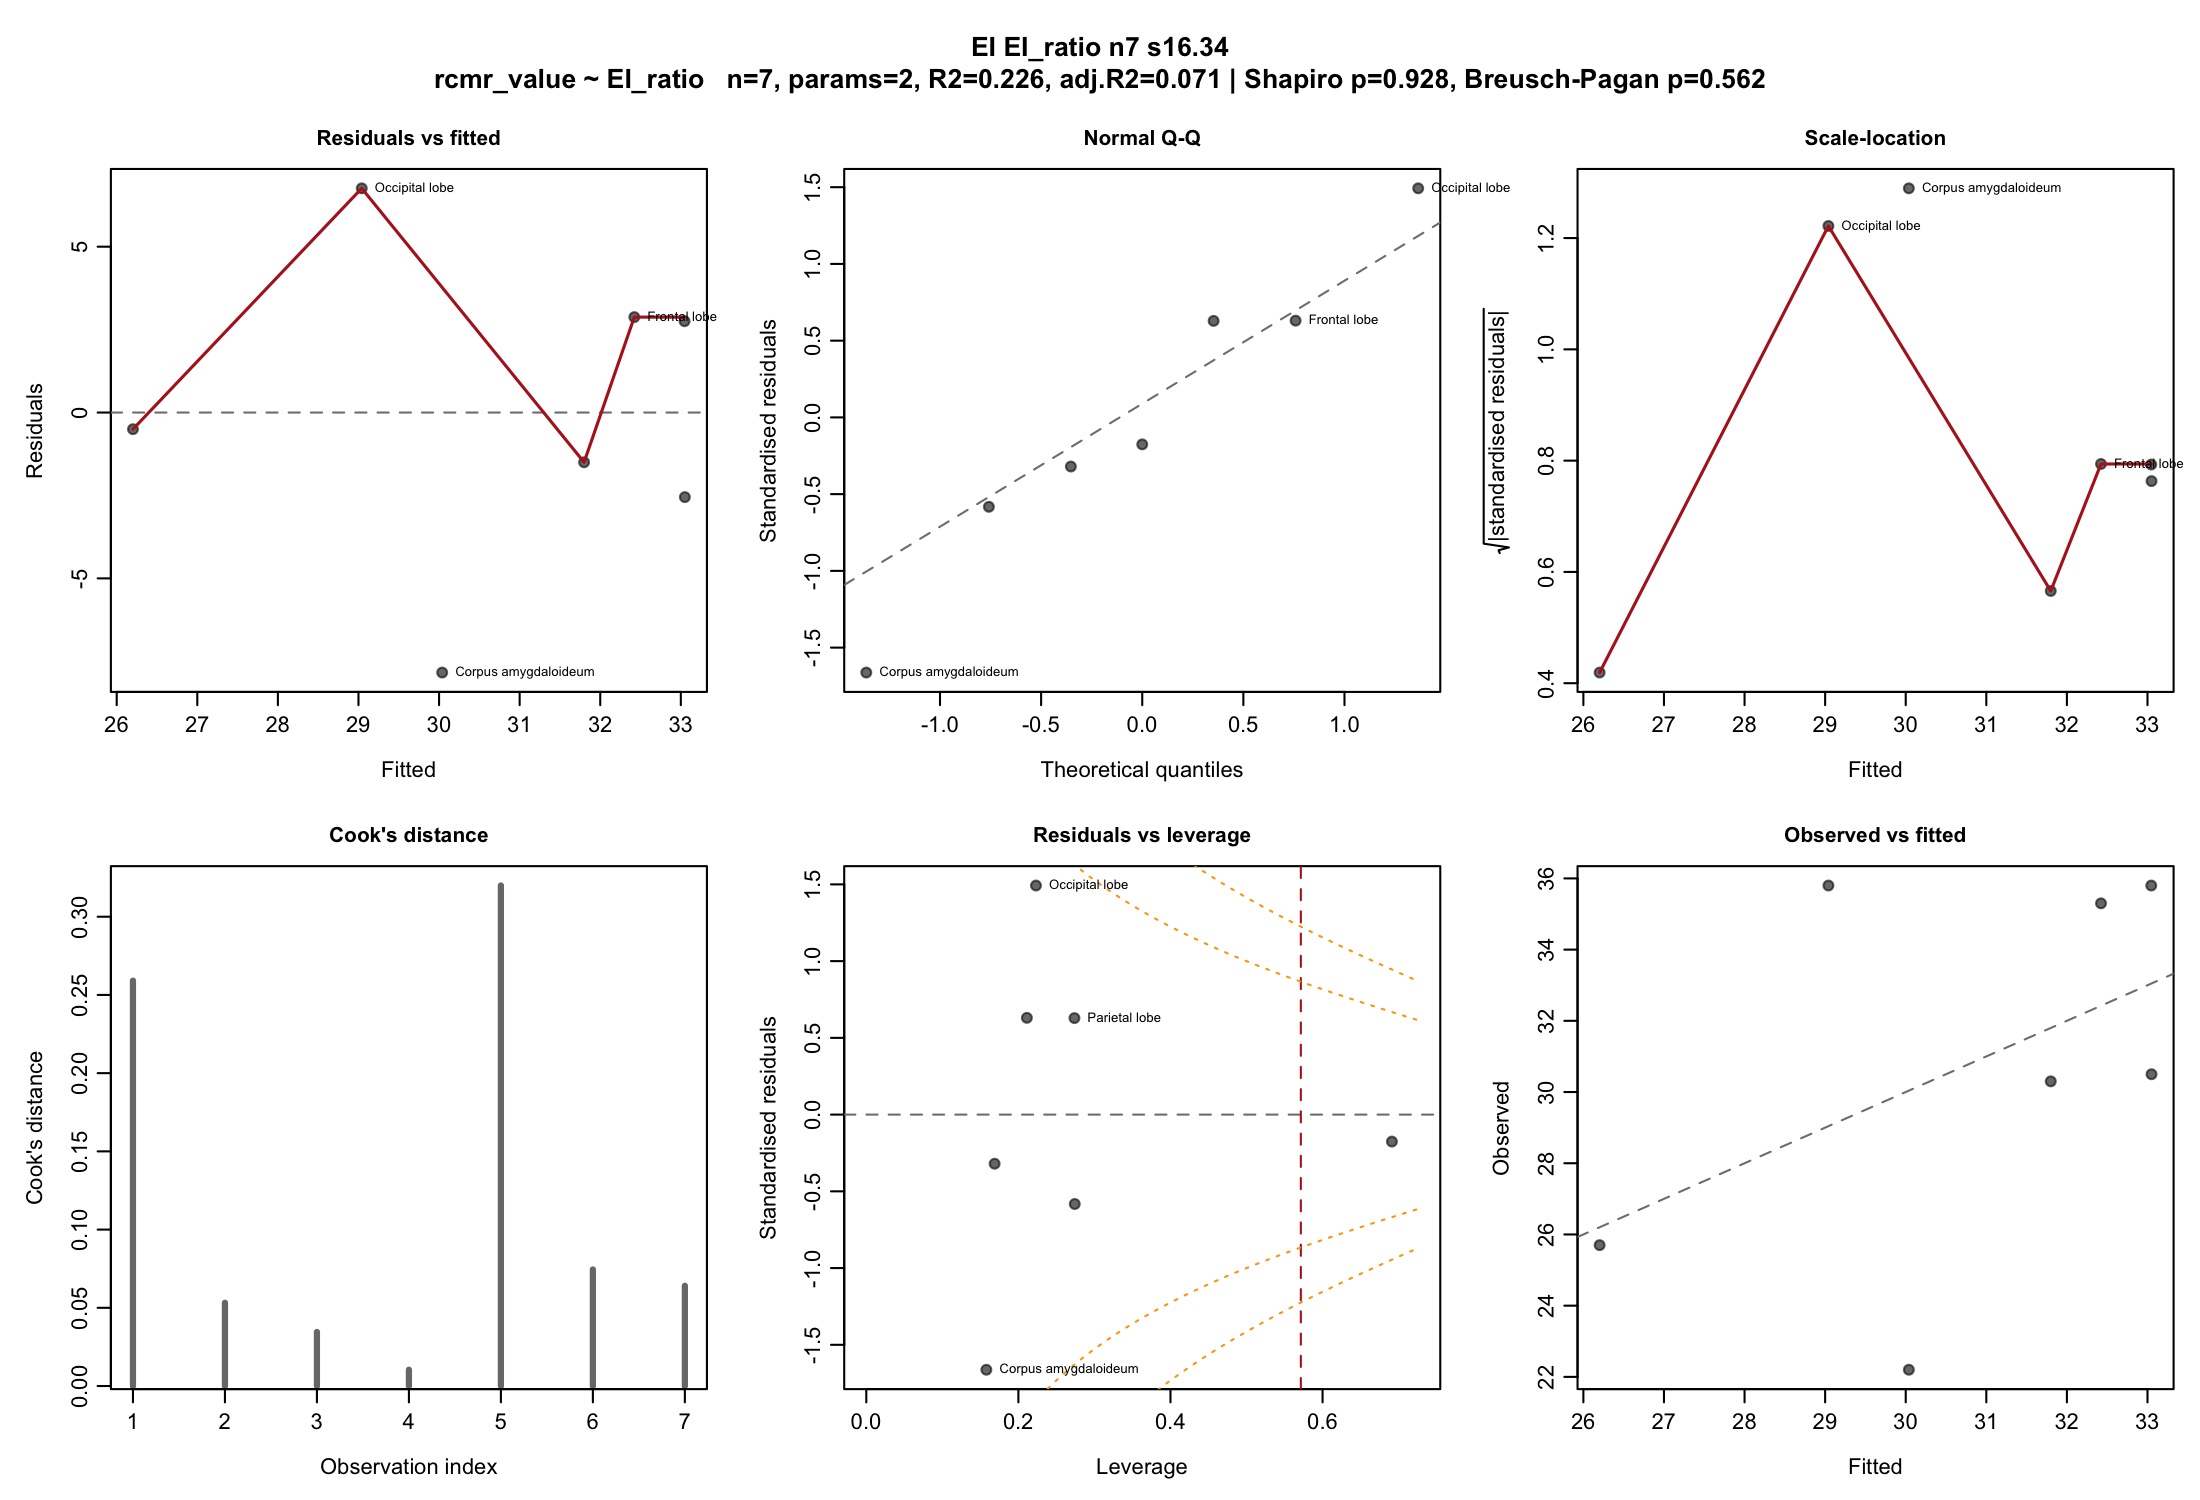 EI EI_ratio n7 s16.34
rcmr_value ~ EI_ratio   n=7, params=2, R2=0.226, adj.R2=0.071 | Shapiro p=0.928, Breusch-Pagan p=0.562
Residuals vs fitted
Residuals
5
0
-5
Occipital lobe
Frontal lobe
Corpus amygdaloideum
26 27 28 29 30 31 32 33
Fitted
Normal Q-Q
Standardised residuals
1.5
1.0
0.5
0.0
-0.5
-1.0
-1.5
Occipital lobe
Frontal lobe
Corpus amygdaloideum
-1.0 -0.5 0.0 0.5 1.0
Theoretical quantiles
Scale-location
√|standardised residuals|
1.2
1.0
0.8
0.6
0.4
Corpus amygdaloideum
Occipital lobe
Frontal lobe
26 27 28 29 30 31 32 33
Fitted
Cook's distance
Cook's distance
0.30
0.25
0.20
0.15
0.10
0.05
0.00
1 2 3 4 5 6 7
Observation index
Residuals vs leverage
Standardised residuals
1.5
1.0
0.5
0.0
-0.5
-1.0
-1.5
Occipital lobe
Parietal lobe
Corpus amygdaloideum
0.0 0.2 0.4 0.6
Leverage
Observed vs fitted
Observed
36
34
32
30
28
26
24
22
26 27 28 29 30 31 32 33
Fitted